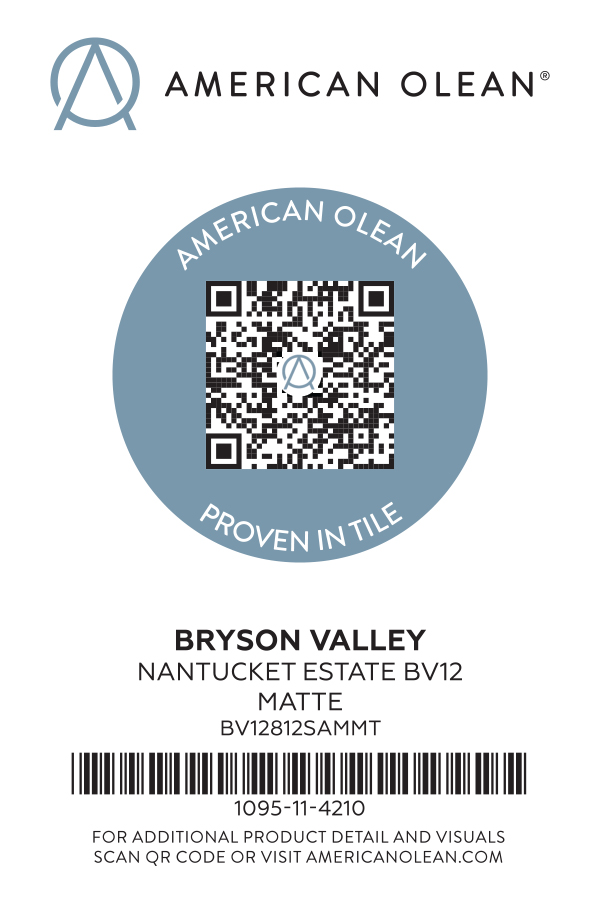 AMERICAN OLEAN®
AMERICAN OLEAN
PROVEN IN TILE
BRYSON VALLEY
NANTUCKET ESTATE BV12
MATTE
BV12812SAMMT
1095-11-4210
FOR ADDITIONAL PRODUCT DETAIL AND VISUALS
SCAN QR CODE OR VISIT AMERICANOLEAN.COM